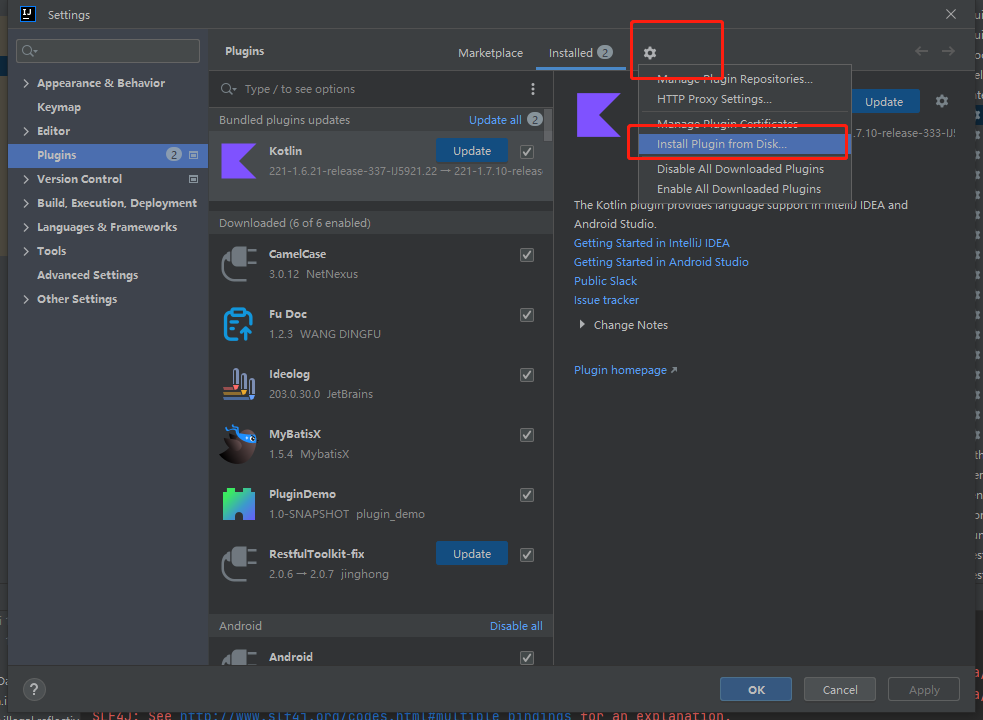 Settings
Plugins
Marketplace
Installed 2
Appearance & Behavior
Keymap
Editor
Plugins 2
Version Control
Build, Execution, Deployment
Languages & Frameworks
Tools
Advanced Settings
Other Settings
Type / to see options
Bundled plugins updates Update all 2
Kotlin Update
221-1.6.21-release-337-IJ5921.22 → 221-1.7.10-release-
Downloaded (6 of 6 enabled)
CamelCase
3.0.12 NetNexus
Fu Doc
1.2.3 WANG DINGFU
Ideolog
203.0.30.0 JetBrains
MyBatisX
1.5.4 MybatisX
PluginDemo
1.0-SNAPSHOT plugin_demo
RestfulToolkit-fix Update
2.0.6 → 2.0.7 jinghong
Android Disable all
Android
Manage Plugin Repositories...
HTTP Proxy Settings...
Manage Plugin Certificates
Install Plugin from Disk...
Disable All Downloaded Plugins
Enable All Downloaded Plugins
Update
.7.10-release-333-IJ
The Kotlin plugin provides language support in IntelliJ IDEA and
Android Studio.
Getting Started in IntelliJ IDEA
Getting Started in Android Studio
Public Slack
Issue tracker
Change Notes
Plugin homepage
? OK Cancel Apply
SLF4J: See http://www.slf4j.org/codes.html#multiple_bindings for an explanation.